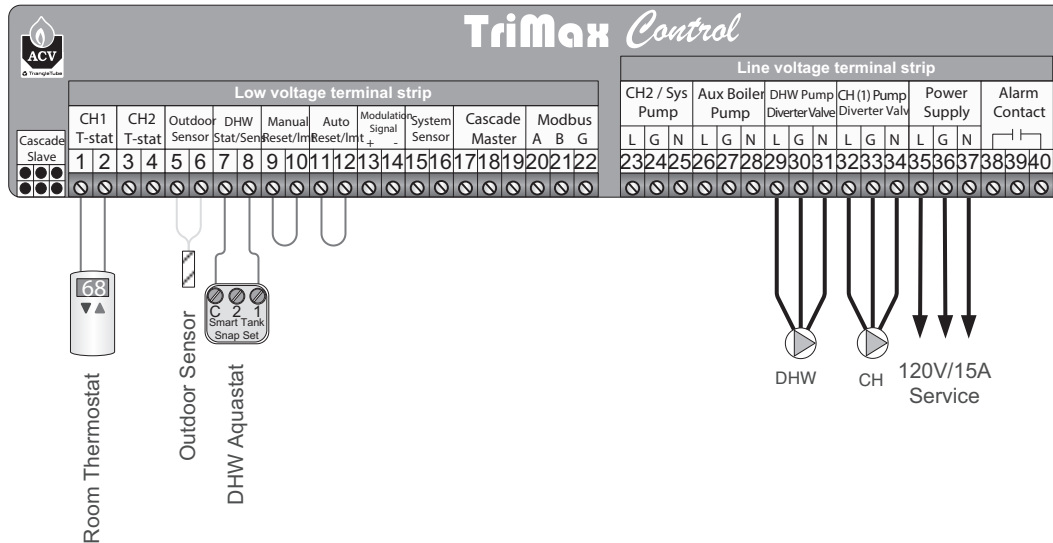 TriMax Control
ACV
TriangleTube
Low voltage terminal strip
Line voltage terminal strip
Cascade
Slave
CH1
T-stat
CH2
T-stat
Outdoor
Sensor
DHW
Stat/Sens
Manual
Reset/lmt
Auto
Reset/lmt
Modulation
Signal
+ -
System
Sensor
Cascade
Master
Modbus
A B G
CH2 / Sys
Pump
Aux Boiler
Pump
DHW Pump
Diverter Valve
CH (1) Pump
Diverter Valv
Power
Supply
Alarm
Contact
L G N L G N L G N L G N L G N
1 2 3 4 5 6 7 8 9 10 11 12 13 14 15 16 17 18 19 20 21 22
23 24 25 26 27 28 29 30 31 32 33 34 35 36 37 38 39 40
68
Room Thermostat
Outdoor Sensor
C 2 1
Smart Tank
Snap Set
DHW Aquastat
DHW
CH
120V/15A
Service